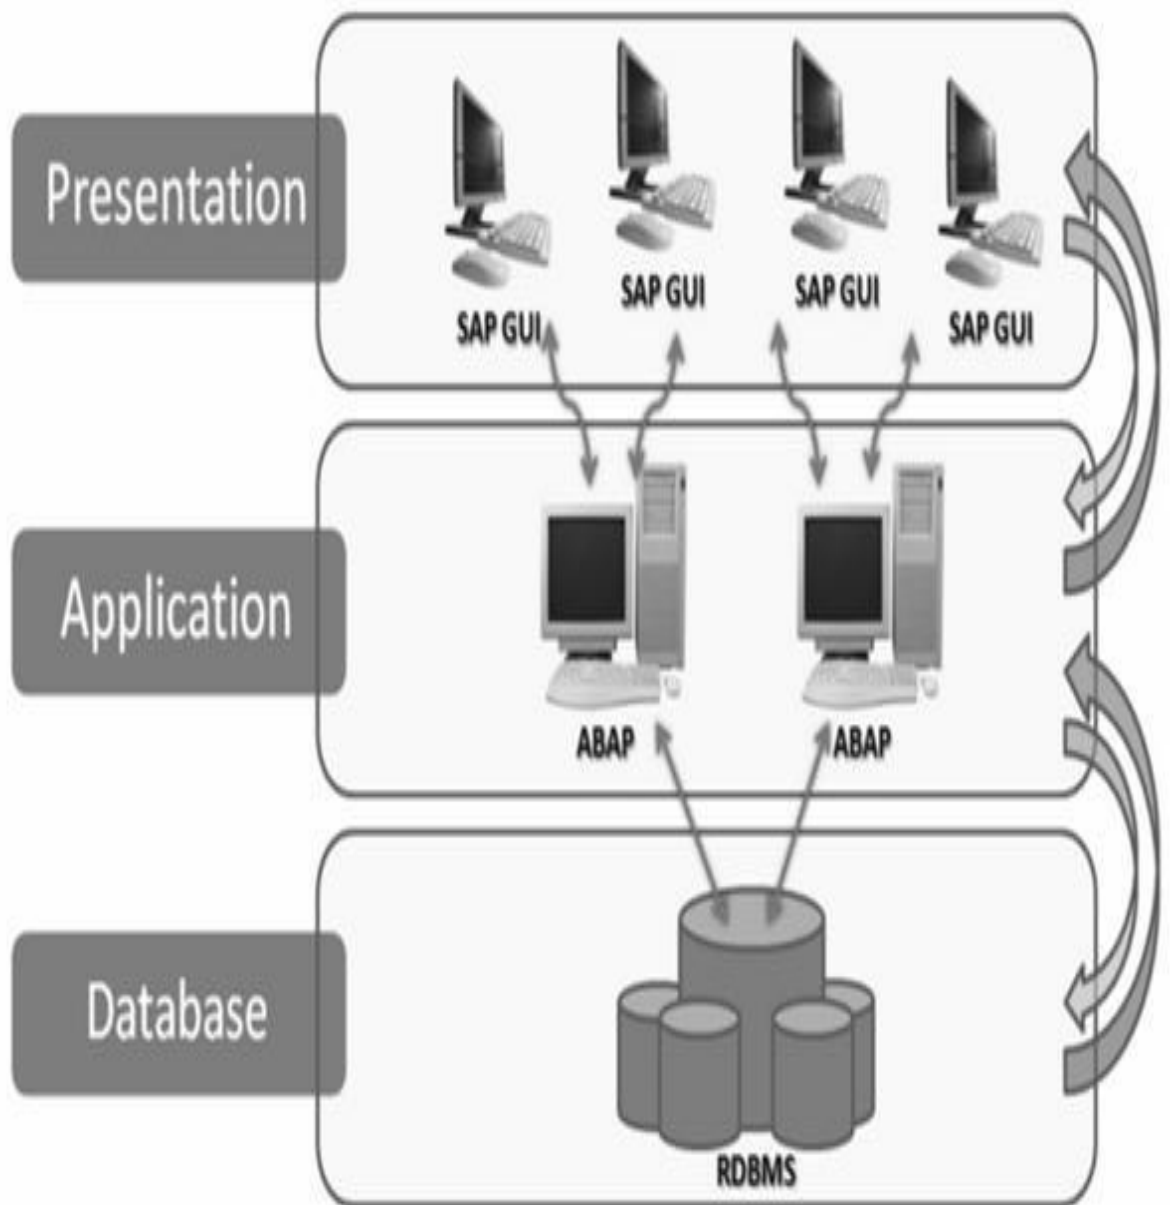 Presentation
SAP GUI
SAP GUI
SAP GUI
SAP GUI
Application
ABAP
ABAP
Database
RDBMS